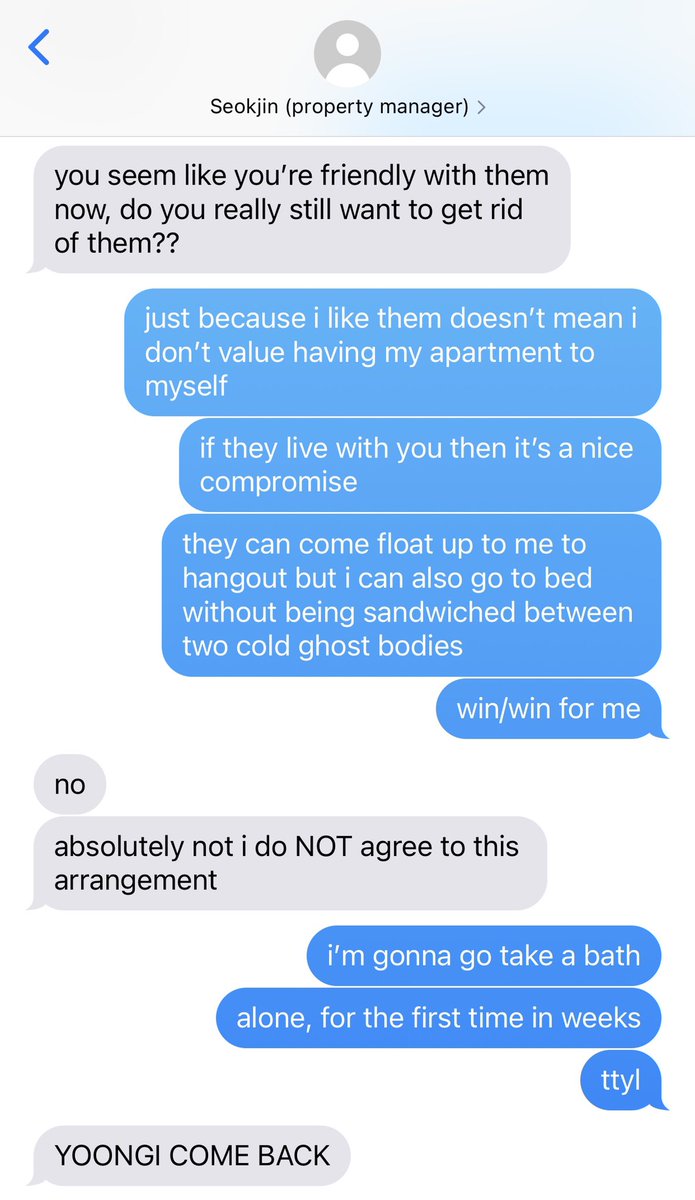 Seokjin (property manager)
you seem like you’re friendly with them
now, do you really still want to get rid
of them??
just because i like them doesn’t mean i
don’t value having my apartment to
myself
if they live with you then it’s a nice
compromise
they can come float up to me to
hangout but i can also go to bed
without being sandwiched between
two cold ghost bodies
win/win for me
no
absolutely not i do NOT agree to this
arrangement
i’m gonna go take a bath
alone, for the first time in weeks
ttyl
YOONGI COME BACK